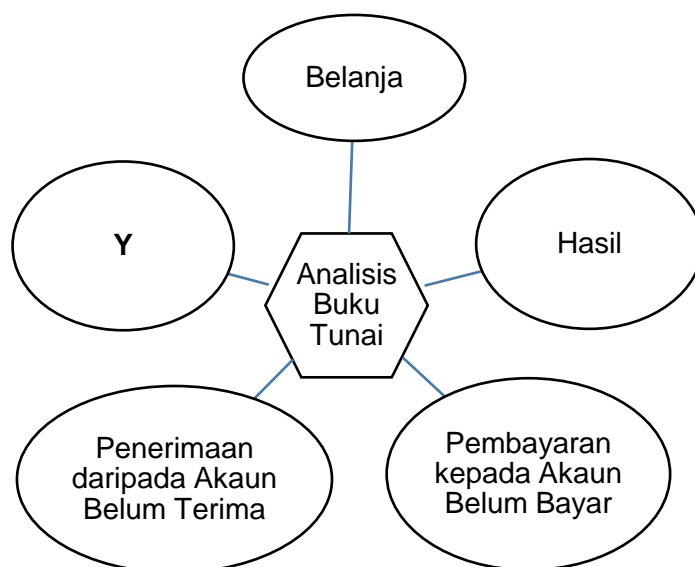 Belanja
Y
Hasil
Analisis
Buku
Tunai
Penerimaan
daripada Akaun
Belum Terima
Pembayaran
kepada Akaun
Belum Bayar